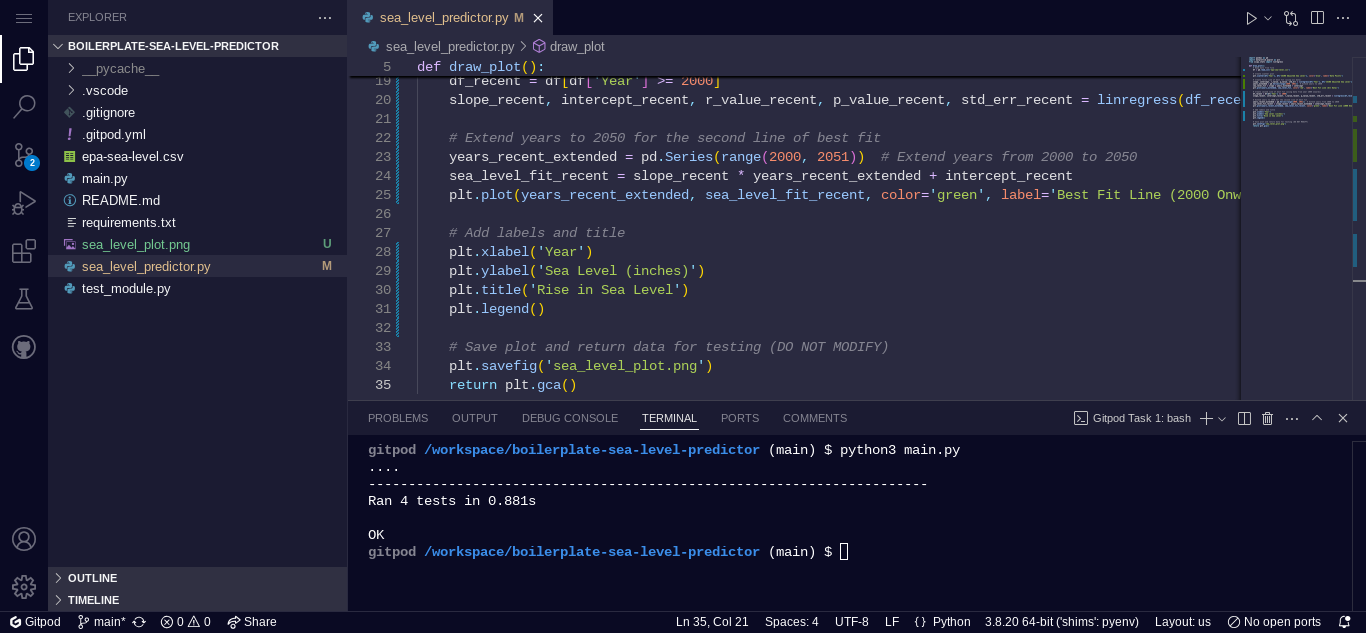 EXPLORER
BOILERPLATE-SEA-LEVEL-PREDICTOR
__pycache__
.vscode
.gitignore
.gitpod.yml
epa-sea-level.csv
main.py
README.md
requirements.txt
sea_level_plot.png U
sea_level_predictor.py M
test_module.py
OUTLINE
TIMELINE
2
sea_level_predictor.py M
sea_level_predictor.py > draw_plot
5 def draw_plot():
19 df_recent = df[df['Year'] >= 2000]
20 slope_recent, intercept_recent, r_value_recent, p_value_recent, std_err_recent = linregress(df_rece
21
22 # Extend years to 2050 for the second line of best fit
23 years_recent_extended = pd.Series(range(2000, 2051)) # Extend years from 2000 to 2050
24 sea_level_fit_recent = slope_recent * years_recent_extended + intercept_recent
25 plt.plot(years_recent_extended, sea_level_fit_recent, color='green', label='Best Fit Line (2000 Onw
26
27 # Add labels and title
28 plt.xlabel('Year')
29 plt.ylabel('Sea Level (inches)')
30 plt.title('Rise in Sea Level')
31 plt.legend()
32
33 # Save plot and return data for testing (DO NOT MODIFY)
34 plt.savefig('sea_level_plot.png')
35 return plt.gca()
PROBLEMS OUTPUT DEBUG CONSOLE TERMINAL PORTS COMMENTS Gitpod Task 1: bash
gitpod /workspace/boilerplate-sea-level-predictor (main) $ python3 main.py
....
----------------------------------------------------------------------
Ran 4 tests in 0.881s
OK
gitpod /workspace/boilerplate-sea-level-predictor (main) $
Gitpod main* 0 0 Share Ln 35, Col 21 Spaces: 4 UTF-8 LF {} Python 3.8.20 64-bit ('shims': pyenv) Layout: us No open ports